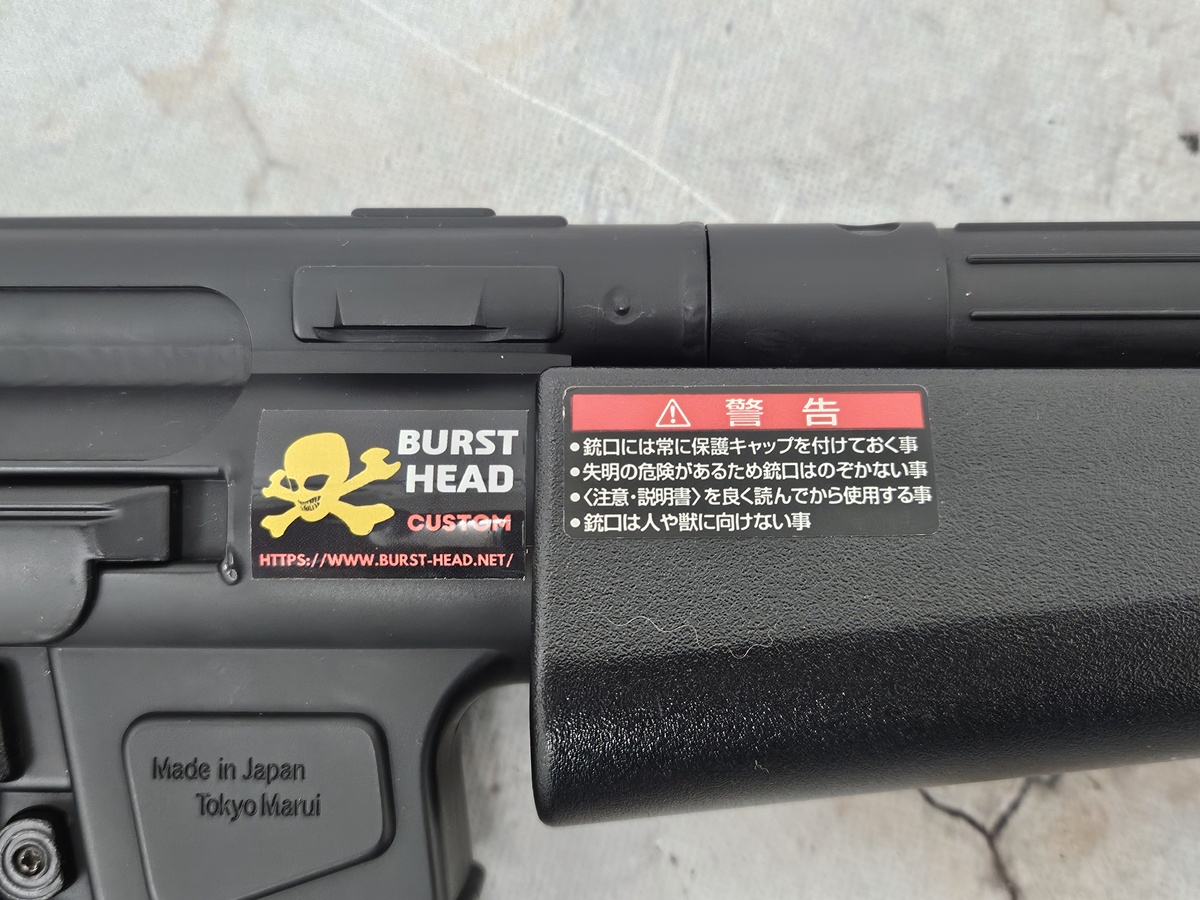 BURST
HEAD
CUSTOM
HTTPS://WWW.BURST-HEAD.NET/
警 告
•銃口には常に保護キャップを付けておく事
•失明の危険があるため銃口はのぞかない事
•〈注意・説明書〉を良く読んでから使用する事
•銃口は人や獣に向けない事
Made in Japan
Tokyo Marui